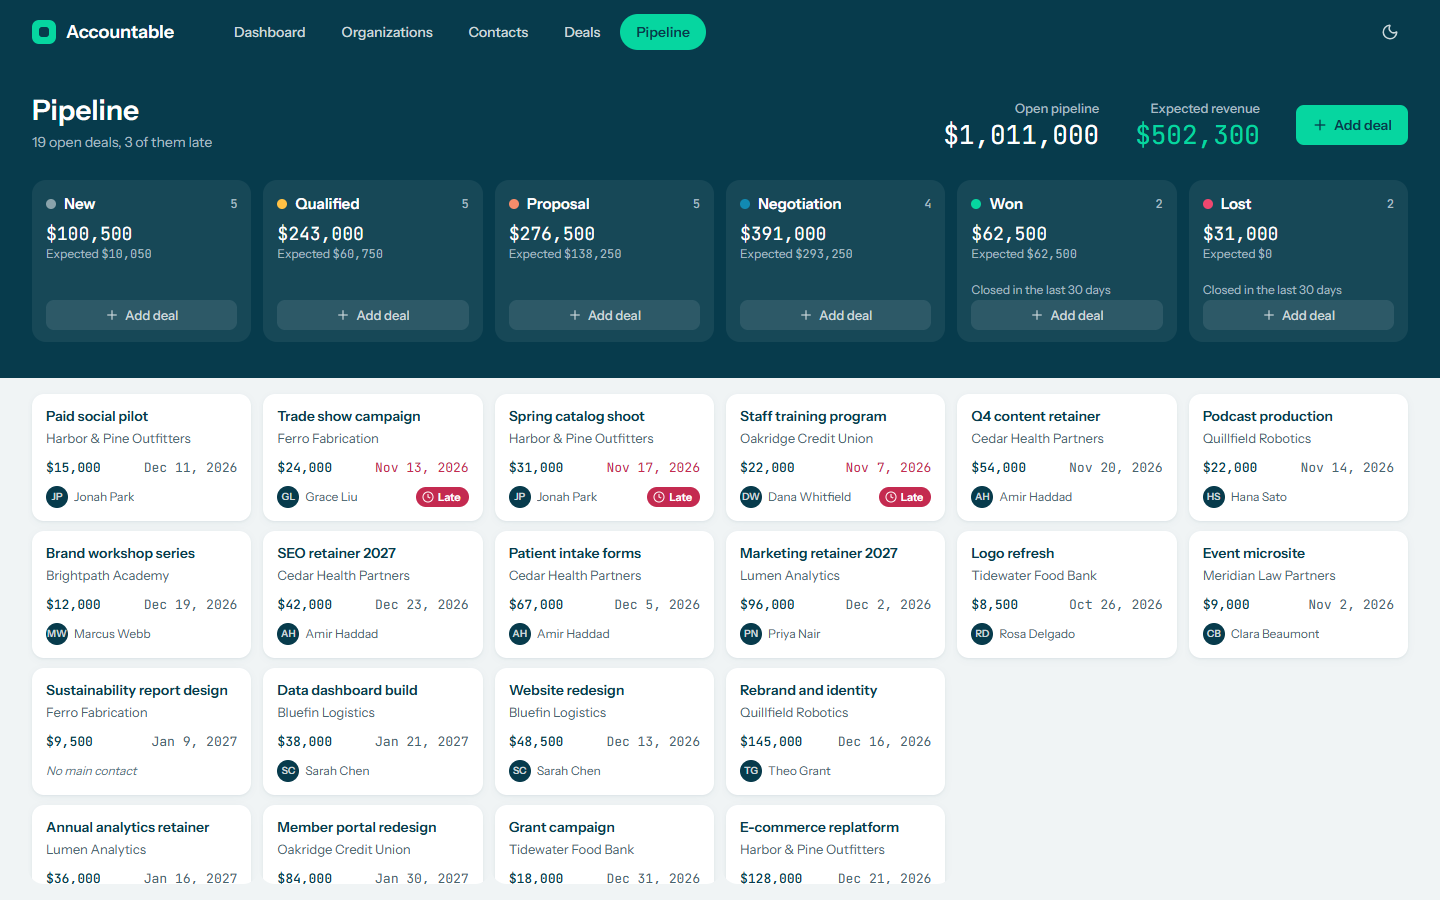 Accountable
Dashboard
Organizations
Contacts
Deals
Pipeline
Pipeline
19 open deals, 3 of them late
Open pipeline
$1,011,000
Expected revenue
$502,300
+ Add deal
New 5
$100,500
Expected $10,050
+ Add deal
Qualified 5
$243,000
Expected $60,750
+ Add deal
Proposal 5
$276,500
Expected $138,250
+ Add deal
Negotiation 4
$391,000
Expected $293,250
+ Add deal
Won 2
$62,500
Expected $62,500
Closed in the last 30 days
+ Add deal
Lost 2
$31,000
Expected $0
Closed in the last 30 days
+ Add deal
Paid social pilot
Harbor & Pine Outfitters
$15,000 Dec 11, 2026
JP Jonah Park
Trade show campaign
Ferro Fabrication
$24,000 Nov 13, 2026
GL Grace Liu Late
Spring catalog shoot
Harbor & Pine Outfitters
$31,000 Nov 17, 2026
JP Jonah Park Late
Staff training program
Oakridge Credit Union
$22,000 Nov 7, 2026
DW Dana Whitfield Late
Q4 content retainer
Cedar Health Partners
$54,000 Nov 20, 2026
AH Amir Haddad
Podcast production
Quillfield Robotics
$22,000 Nov 14, 2026
HS Hana Sato
Brand workshop series
Brightpath Academy
$12,000 Dec 19, 2026
MW Marcus Webb
SEO retainer 2027
Cedar Health Partners
$42,000 Dec 23, 2026
AH Amir Haddad
Patient intake forms
Cedar Health Partners
$67,000 Dec 5, 2026
AH Amir Haddad
Marketing retainer 2027
Lumen Analytics
$96,000 Dec 2, 2026
PN Priya Nair
Logo refresh
Tidewater Food Bank
$8,500 Oct 26, 2026
RD Rosa Delgado
Event microsite
Meridian Law Partners
$9,000 Nov 2, 2026
CB Clara Beaumont
Sustainability report design
Ferro Fabrication
$9,500 Jan 9, 2027
No main contact
Data dashboard build
Bluefin Logistics
$38,000 Jan 21, 2027
SC Sarah Chen
Website redesign
Bluefin Logistics
$48,500 Dec 13, 2026
SC Sarah Chen
Rebrand and identity
Quillfield Robotics
$145,000 Dec 16, 2026
TG Theo Grant
Annual analytics retainer
Lumen Analytics
$36,000 Jan 16, 2027
Member portal redesign
Oakridge Credit Union
$84,000 Jan 30, 2027
Grant campaign
Tidewater Food Bank
$18,000 Dec 31, 2026
E-commerce replatform
Harbor & Pine Outfitters
$128,000 Dec 21, 2026